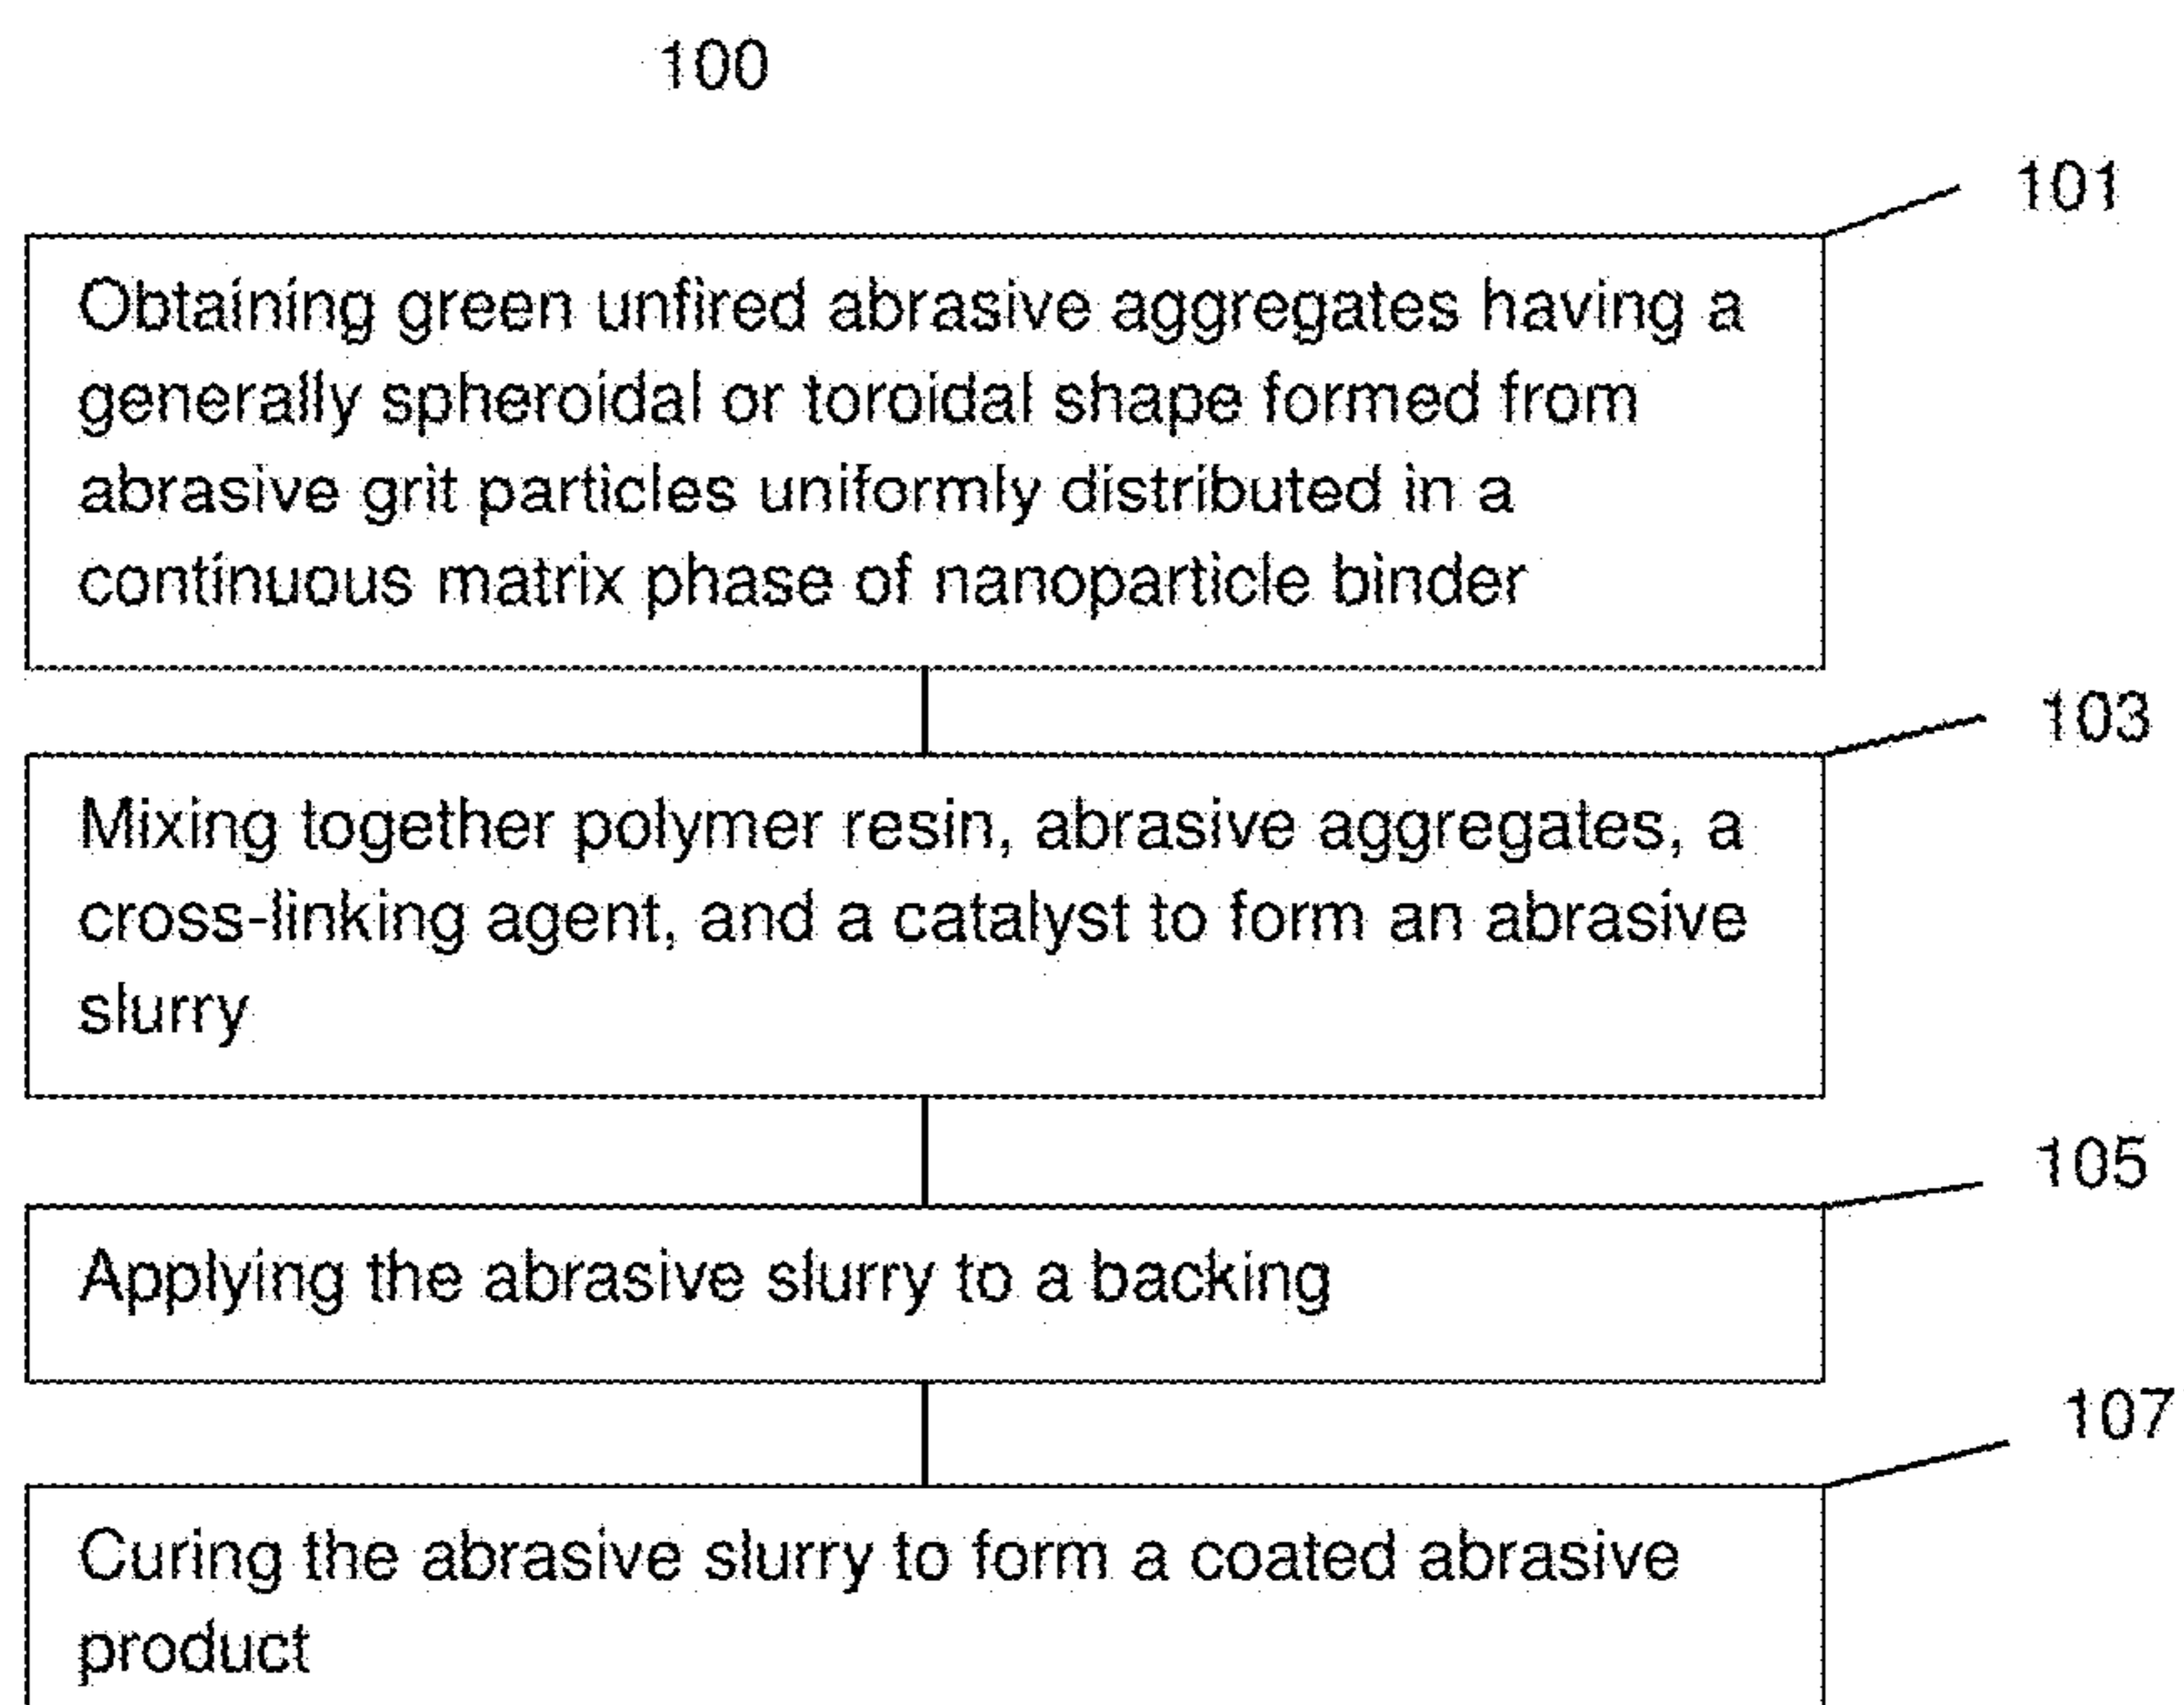 100
101
Obtaining green unfired abrasive aggregates having a
generally spheroidal or toroidal shape formed from
abrasive grit particles uniformly distributed in a
continuous matrix phase of nanoparticle binder
103
Mixing together polymer resin, abrasive aggregates, a
cross-linking agent, and a catalyst to form an abrasive
slurry
105
Applying the abrasive slurry to a backing
107
Curing the abrasive slurry to form a coated abrasive
product